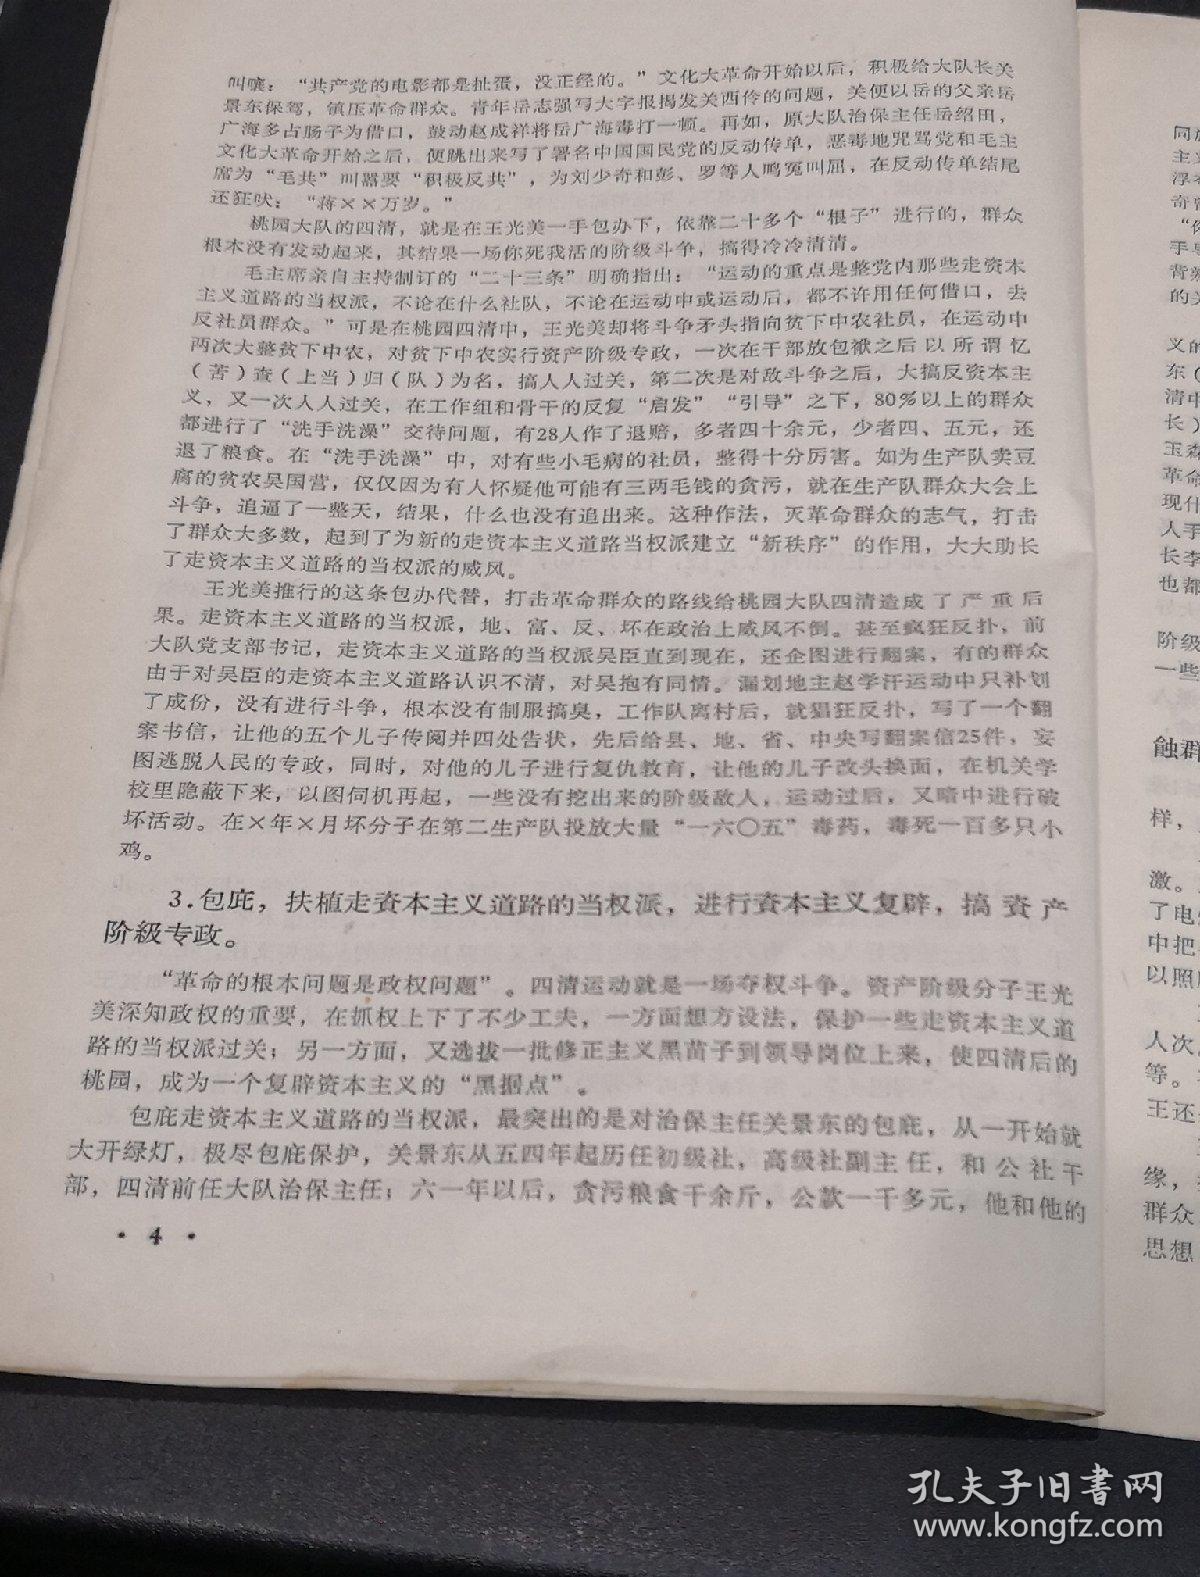 叫嚷：“共产党的电影都是扯蛋，没正经的。”文化大革命开始以后，积极给大队长关
景东保驾，镇压革命群众。青年岳志强写大字报揭发关西伶的问题，关便以岳的父亲岳
广海多占肠子为借口，鼓动赵成祥将岳广海毒打一顿。再如，原大队治保主任岳绍田，
文化大革命开始之后，便跳出来写了署名中国国民党的反动传单，恶毒地咒骂党和毛主
席为“毛共”叫嚣要“积极反共”，为刘少奇和彭、罗等人鸣冤叫屈，在反动传单结尾
还狂吠：“蒋××万岁。”
桃园大队的四清，就是在王光美一手包办下，依靠二十多个“根子”进行的，群众
根本没有发动起来，其结果一场你死我活的阶级斗争，搞得冷冷清清。
毛主席亲自主持制订的“二十三条”明确指出：“运动的重点是整党内那些走资本
主义道路的当权派，不论在什么社队，不论在运动中或运动后，都不许用任何借口，去
反社员群众。”可是在桃园四清中，王光美却将斗争矛头指向贫下中农社员，在运动中
两次大整贫下中农，对贫下中农实行资产阶级专政，一次在干部放包袱之后以所谓忆
（苦）查（上当）归（队）为名，搞人人过关，第二次是对敌斗争之后，大搞反资本主
义，又一次人人过关，在工作组和骨干的反复“启发”“引导”之下，80%以上的群众
都进行了“洗手洗澡”交待问题，有28人作了退赔，多者四十余元，少者四、五元，还
退了粮食。在“洗手洗澡”中，对有些小毛病的社员，整得十分厉害。如为生产队卖豆
腐的贫农吴国营，仅仅因为有人怀疑他可能有三两毛钱的贪污，就在生产队群众大会上
斗争，追逼了一整天，结果，什么也没有追出来。这种作法，灭革命群众的志气，打击
了群众大多数，起到了为新的走资本主义道路当权派建立“新秩序”的作用，大大助长
了走资本主义道路的当权派的威风。
王光美推行的这条包办代替，打击革命群众的路线给桃园大队四清造成了严重后
果。走资本主义道路的当权派，地、富、反、坏在政治上威风不倒。甚至疯狂反扑，前
大队党支部书记，走资本主义道路的当权派吴臣直到现在，还企图进行翻案，有的群众
由于对吴臣的走资本主义道路认识不清，对吴抱有同情。漏划地主赵学汗运动中只补划
了成份，没有进行斗争，根本没有制服搞臭，工作队离村后，就猖狂反扑，写了一个翻
案书信，让他的五个儿子传阅并四处告状，先后给县、地、省、中央写翻案信25件，妄
图逃脱人民的专政，同时，对他的儿子进行复仇教育，让他的儿子改头换面，在机关学
校里隐蔽下来，以图伺机再起，一些没有挖出来的阶级敌人，运动过后，又暗中进行破
坏活动。在×年×月坏分子在第二生产队投放大量“一六〇五”毒药，毒死一百多只小
鸡。
3.包庇，扶植走资本主义道路的当权派，进行资本主义复辟，搞资产
阶级专政。
“革命的根本问题是政权问题”。四清运动就是一场夺权斗争。资产阶级分子王光
美深知政权的重要，在抓权上下了不少工夫，一方面想方设法，保护一些走资本主义道
路的当权派过关；另一方面，又选拔一批修正主义黑苗子到领导岗位上来，使四清后的
桃园，成为一个复辟资本主义的“黑据点”。
包庇走资本主义道路的当权派，最突出的是对治保主任关景东的包庇，从一开始就
大开绿灯，极尽包庇保护，关景东从五四年起历任初级社，高级社副主任，和公社干
部，四清前任大队治保主任；六一年以后，贪污粮食千余斤，公款一千多元，他和他的
·4·
主义
浮
奇
手
背
的关
义的
东（
清中
长）
玉森
革命
现什
人手
长李
也都
阶级
一些
蚀群
样，
激。
了电
中把
以照
人次
等。
王还
缘，
群众
思想
孔夫子旧书网
www.kongfz.com